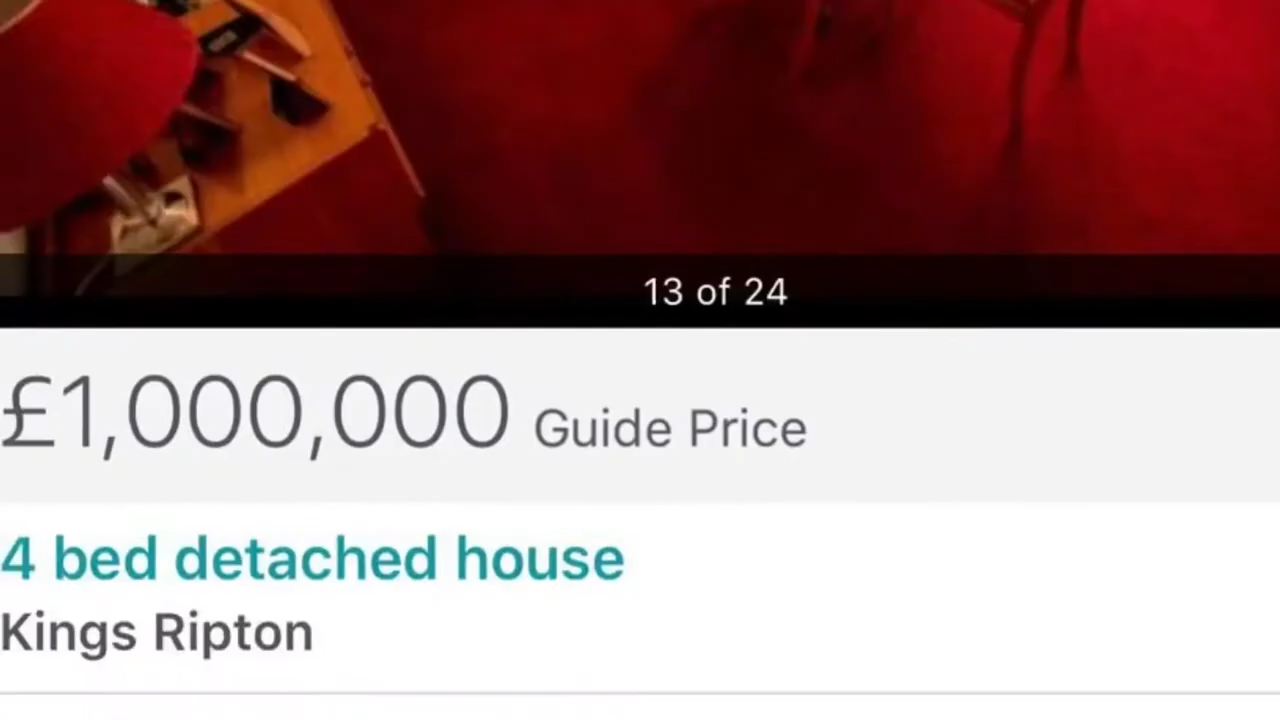 13 of 24
£1,000,000 Guide Price
4 bed detached house
Kings Ripton